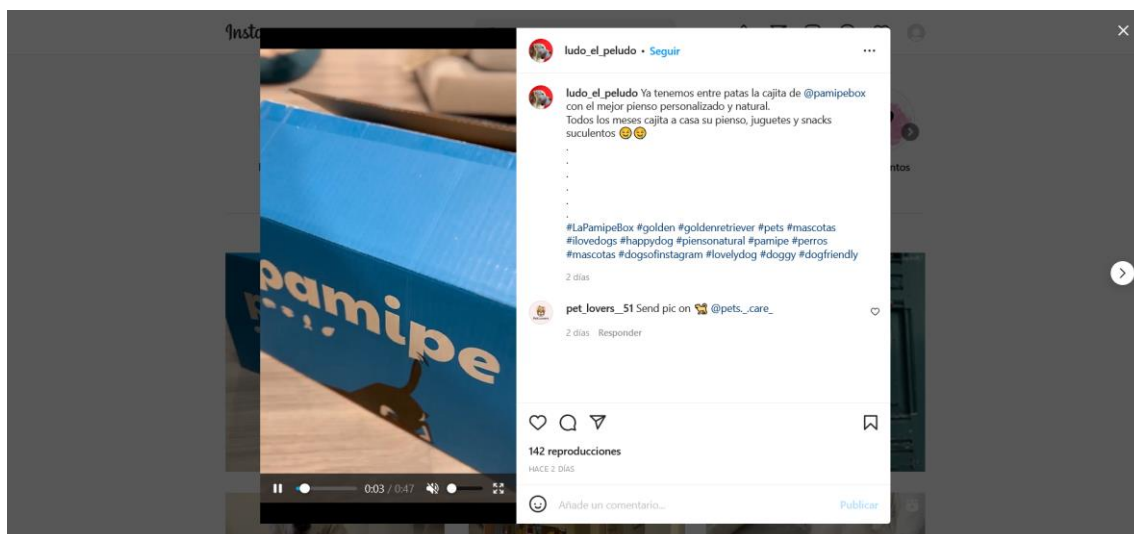 Insta
ludo_el_peludo • Seguir
ludo_el_peludo Ya tenemos entre patas la cajita de @pamipebox
con el mejor pienso personalizado y natural.
Todos los meses cajita a casa su pienso, juguetes y snacks
suculentos 😋😋
.
.
.
.
.
.
#LaPamipeBox #golden #goldenretriever #pets #mascotas
#ilovedogs #happydog #piensonatural #pamipe #perros
#mascotas #dogsofinstagram #lovelydog #doggy #dogfriendly
2 días
pet_lovers__51 Send pic on 🐕 @pets._.care_
2 días Responder
142 reproducciones
HACE 2 DÍAS
Añade un comentario...
Publicar
pamipe
0:03 / 0:47
ntos